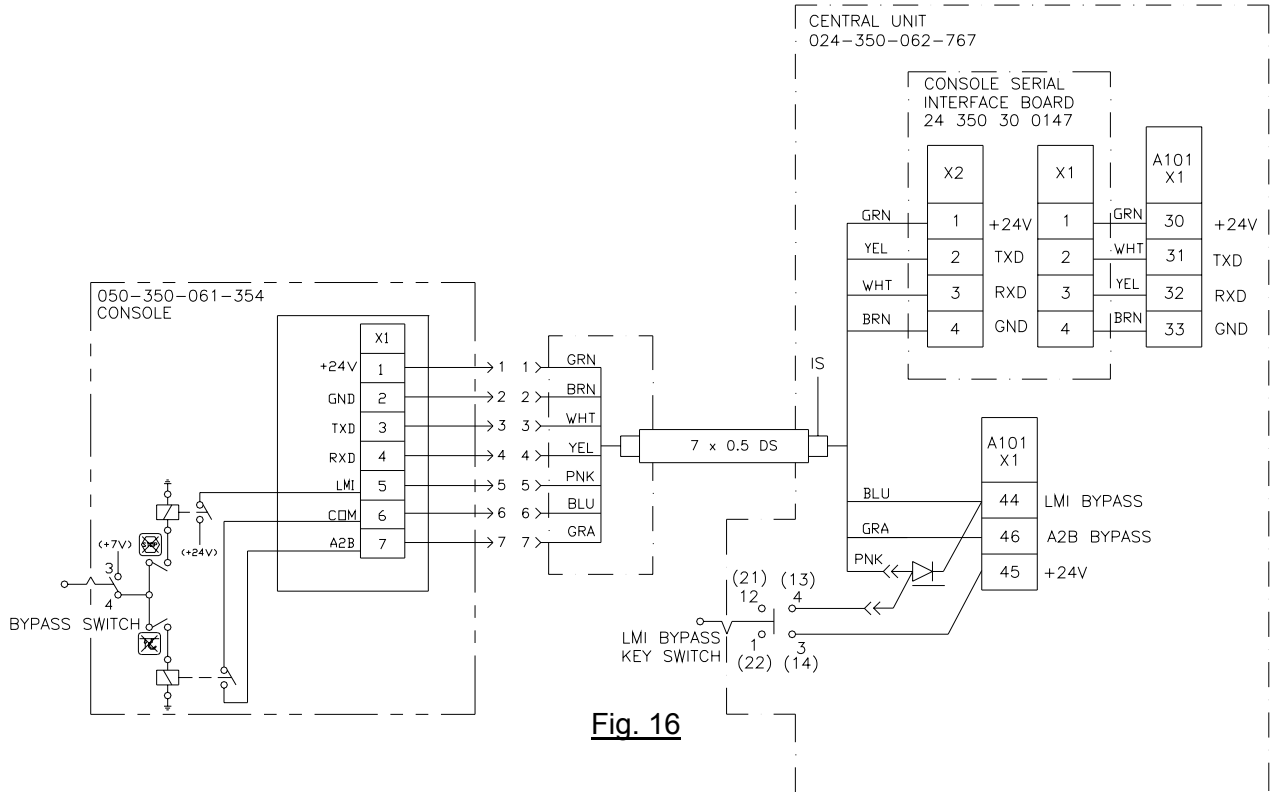 CENTRAL UNIT
024-350-062-767
CONSOLE SERIAL
INTERFACE BOARD
24 350 30 0147
X2
X1
A101
X1
GRN 1 +24V 1 GRN 30 +24V
YEL 2 TXD 2 WHT 31 TXD
WHT 3 RXD 3 YEL 32 RXD
BRN 4 GND 4 BRN 33 GND
050-350-061-354
CONSOLE
X1
+24V 1 1 1 GRN
GND 2 2 2 BRN
TXD 3 3 3 WHT
RXD 4 4 4 YEL
LMI 5 5 5 PNK
COM 6 6 6 BLU
A2B 7 7 7 GRA
(+7V)
(+24V)
3
4
BYPASS SWITCH
7 x 0.5 DS
IS
A101
X1
BLU 44 LMI BYPASS
GRA 46 A2B BYPASS
PNK 45 +24V
(21) (13)
12 4
LMI BYPASS
KEY SWITCH
1 3
(22) (14)
Fig. 16